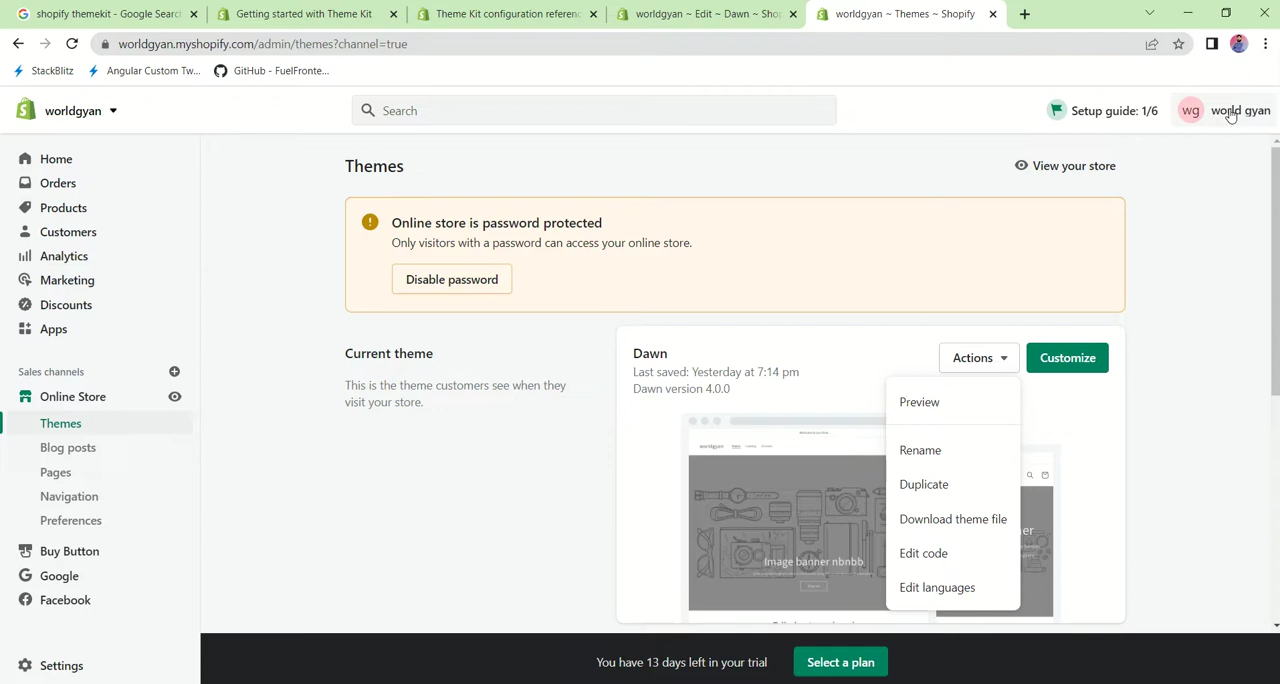 shopify themekit - Google Search
Getting started with Theme Kit
Theme Kit configuration referenc
worldgyan ~ Edit ~ Dawn ~ Shop
worldgyan ~ Themes ~ Shopify
worldgyan.myshopify.com/admin/themes?channel=true
StackBlitz
Angular Custom Tw...
GitHub - FuelFronte...
worldgyan
Search
Setup guide: 1/6
wg
world gyan
Home
Orders
Products
Customers
Analytics
Marketing
Discounts
Apps
Sales channels
Online Store
Themes
Blog posts
Pages
Navigation
Preferences
Buy Button
Google
Facebook
Settings
Themes
View your store
Online store is password protected
Only visitors with a password can access your online store.
Disable password
Current theme
This is the theme customers see when they
visit your store.
Dawn
Last saved: Yesterday at 7:14 pm
Dawn version 4.0.0
Actions
Customize
Preview
Rename
Duplicate
Download theme file
Edit code
Edit languages
worldgyan
Image banner nbnbb
You have 13 days left in your trial
Select a plan